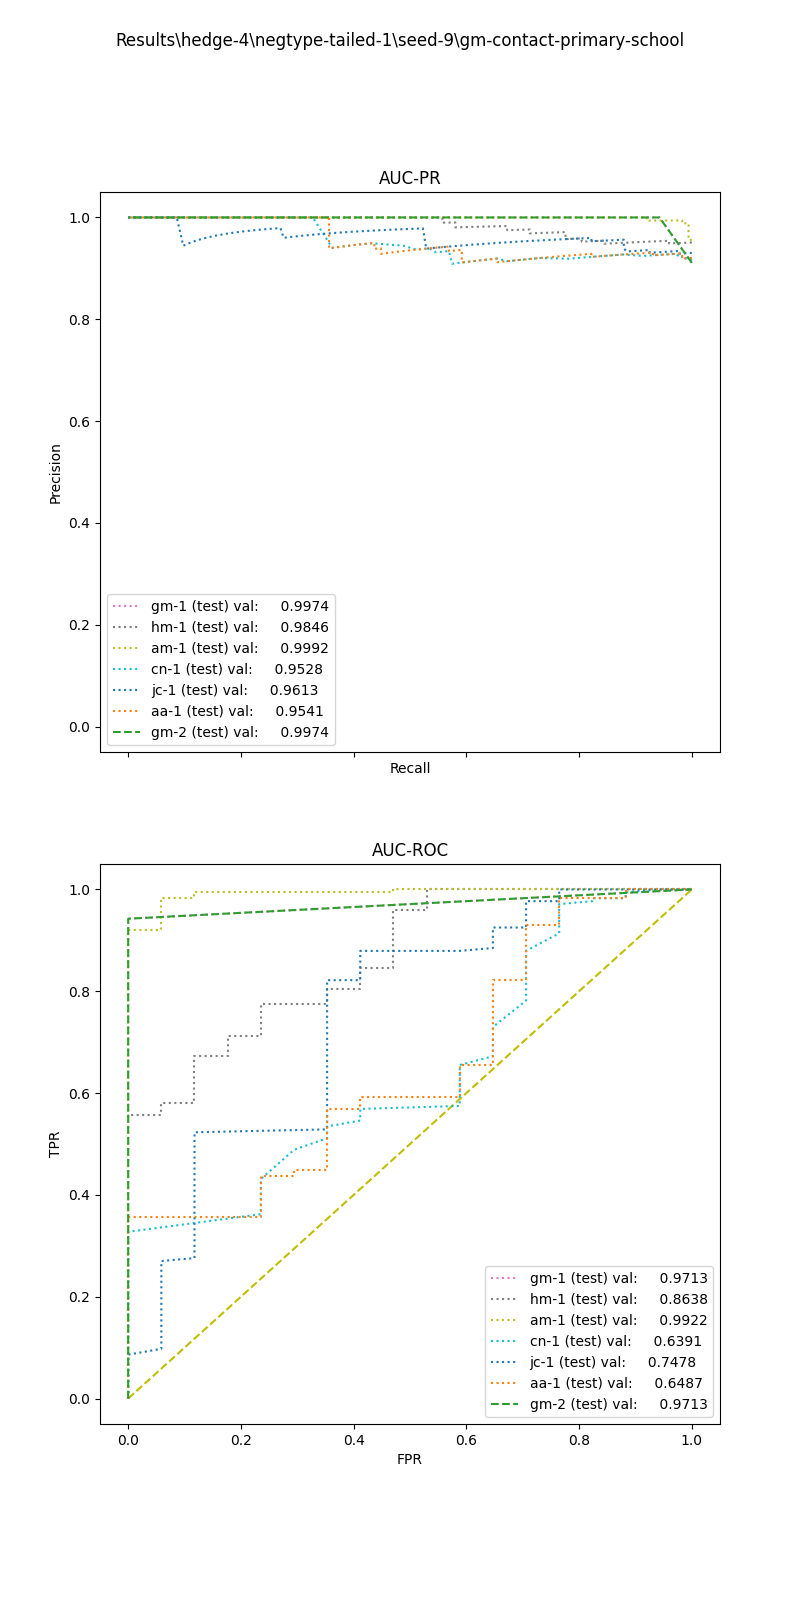 Results\hedge-4\negtype-tailed-1\seed-9\gm-contact-primary-school
AUC-PR
1.0
0.8
0.6
0.4
0.2
0.0
Precision
gm-1 (test) val: 0.9974
hm-1 (test) val: 0.9846
am-1 (test) val: 0.9992
cn-1 (test) val: 0.9528
jc-1 (test) val: 0.9613
aa-1 (test) val: 0.9541
gm-2 (test) val: 0.9974
Recall
AUC-ROC
1.0
0.8
0.6
0.4
0.2
0.0
TPR
gm-1 (test) val: 0.9713
hm-1 (test) val: 0.8638
am-1 (test) val: 0.9922
cn-1 (test) val: 0.6391
jc-1 (test) val: 0.7478
aa-1 (test) val: 0.6487
gm-2 (test) val: 0.9713
0.0 0.2 0.4 0.6 0.8 1.0
FPR